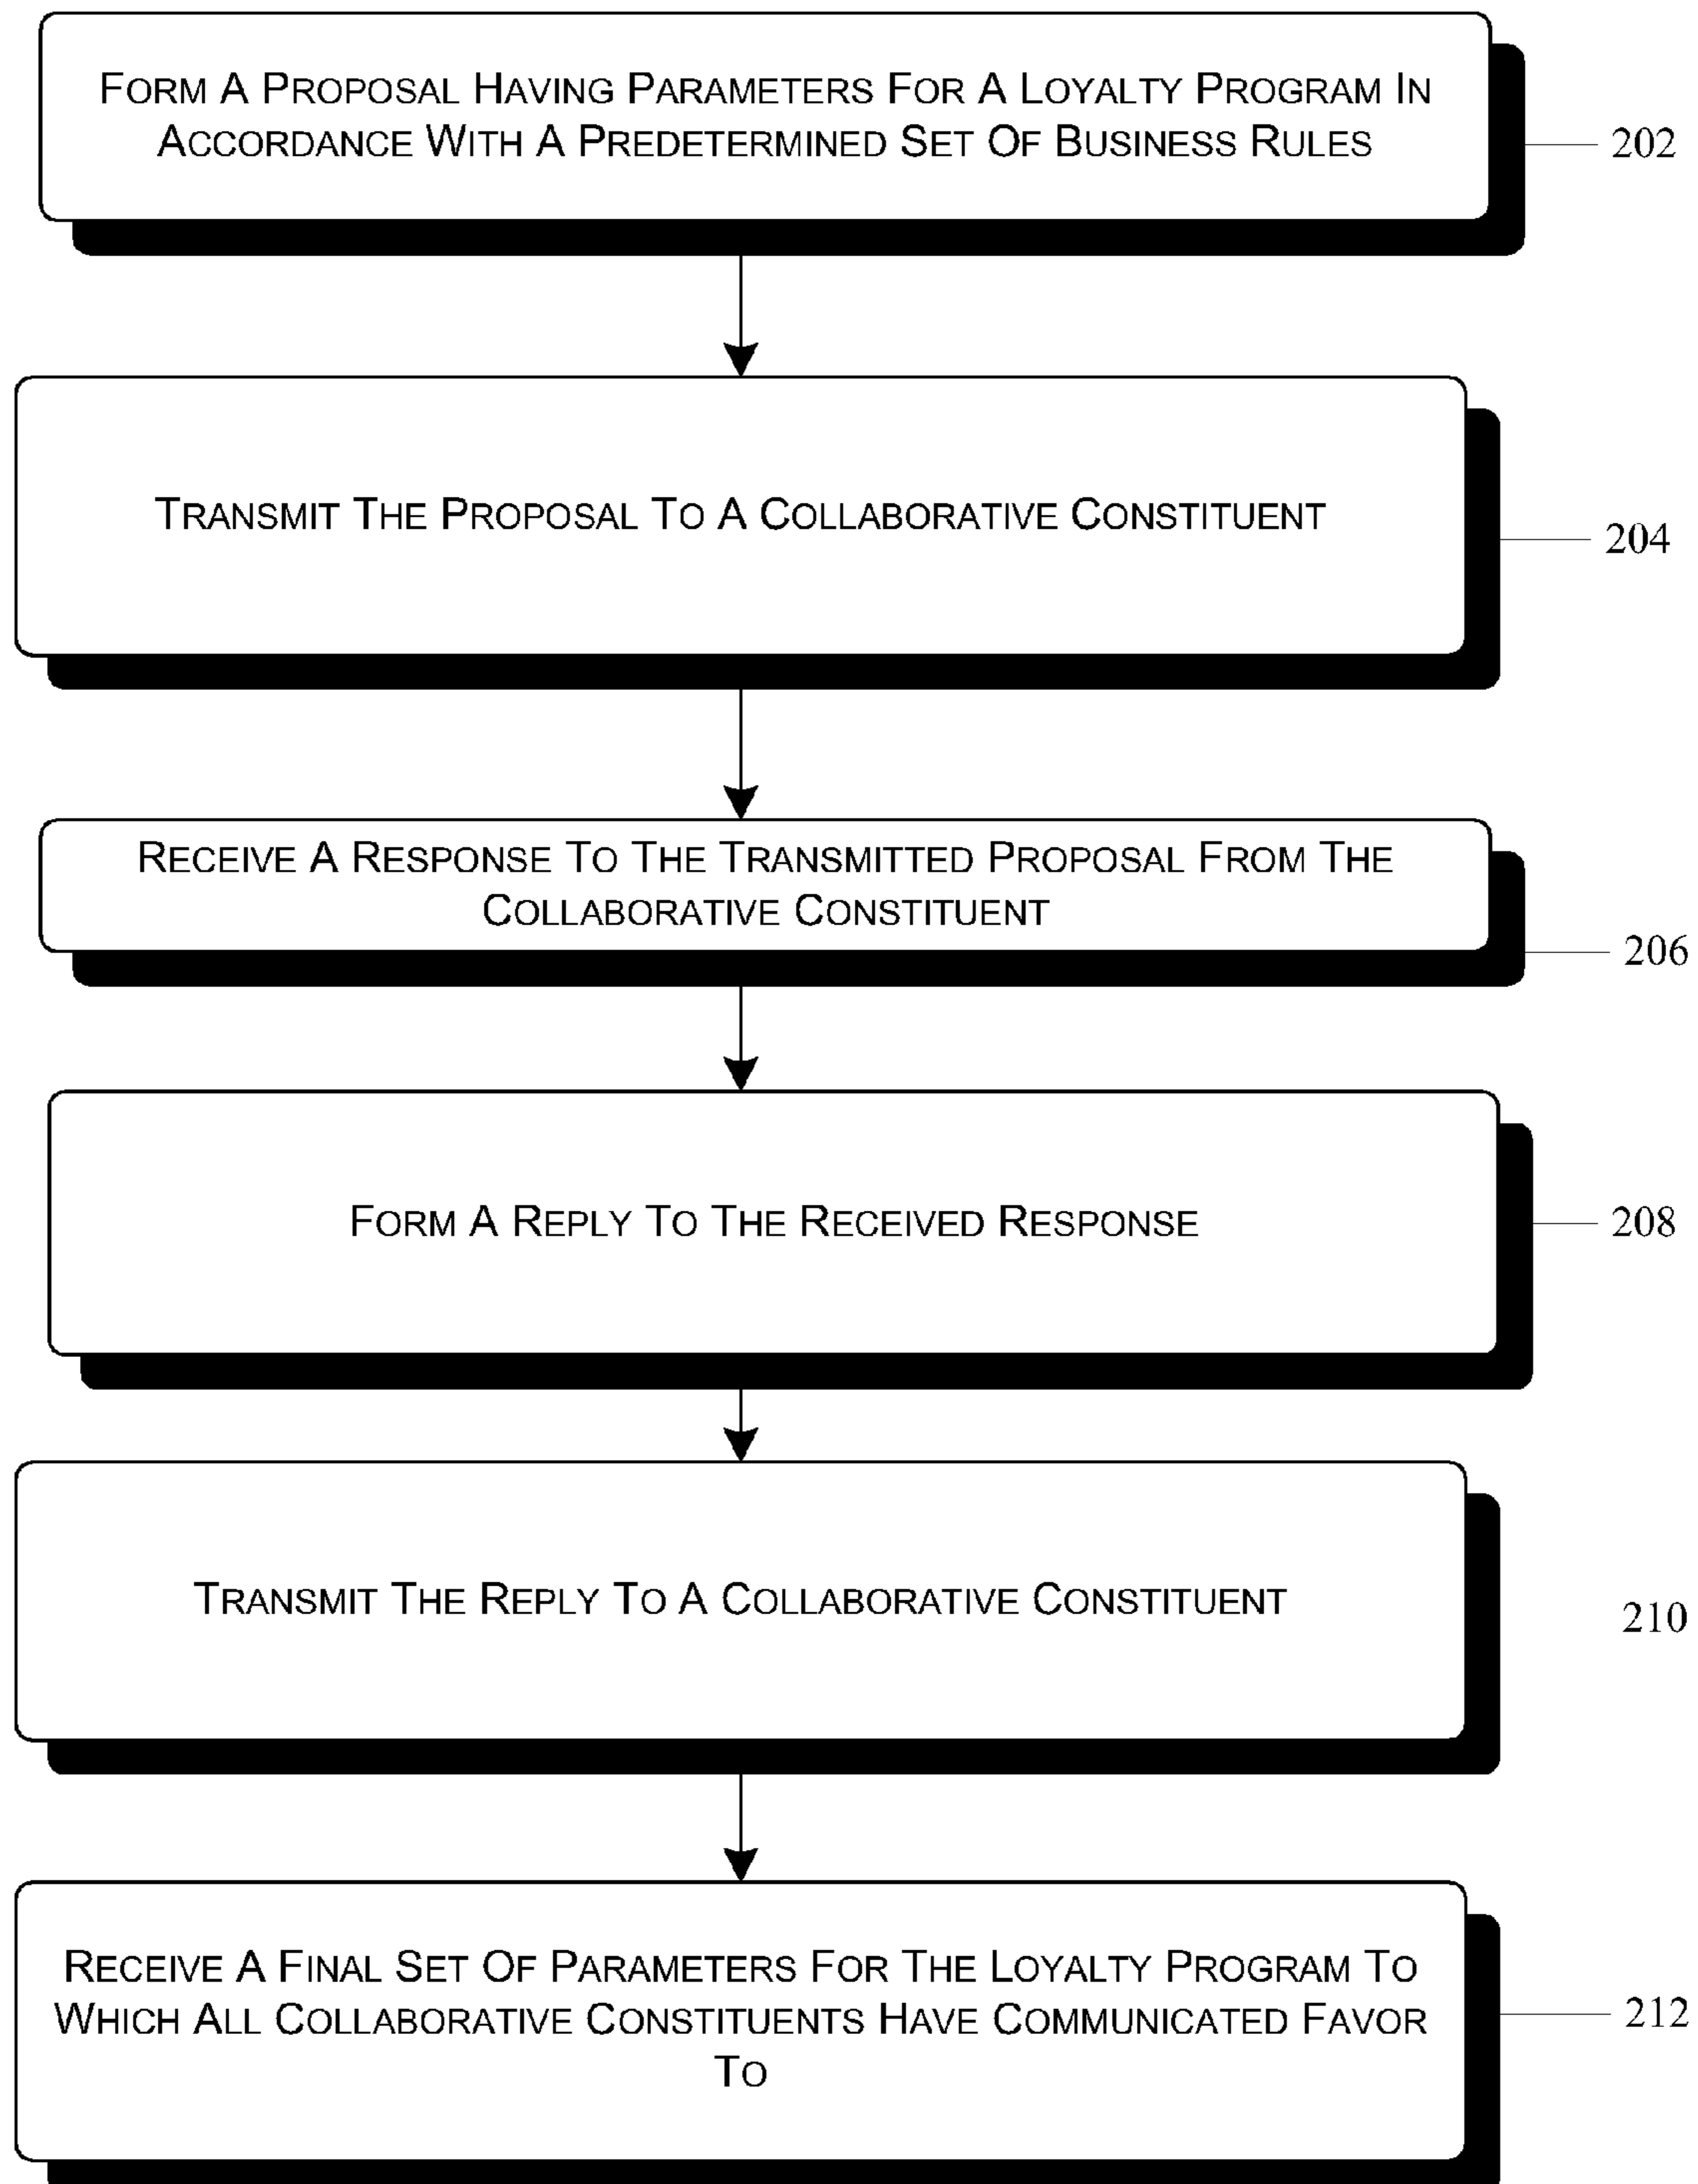 FORM A PROPOSAL HAVING PARAMETERS FOR A LOYALTY PROGRAM IN
ACCORDANCE WITH A PREDETERMINED SET OF BUSINESS RULES
202
TRANSMIT THE PROPOSAL TO A COLLABORATIVE CONSTITUENT
204
RECEIVE A RESPONSE TO THE TRANSMITTED PROPOSAL FROM THE
COLLABORATIVE CONSTITUENT
206
FORM A REPLY TO THE RECEIVED RESPONSE
208
TRANSMIT THE REPLY TO A COLLABORATIVE CONSTITUENT
210
RECEIVE A FINAL SET OF PARAMETERS FOR THE LOYALTY PROGRAM TO
WHICH ALL COLLABORATIVE CONSTITUENTS HAVE COMMUNICATED FAVOR
TO
212